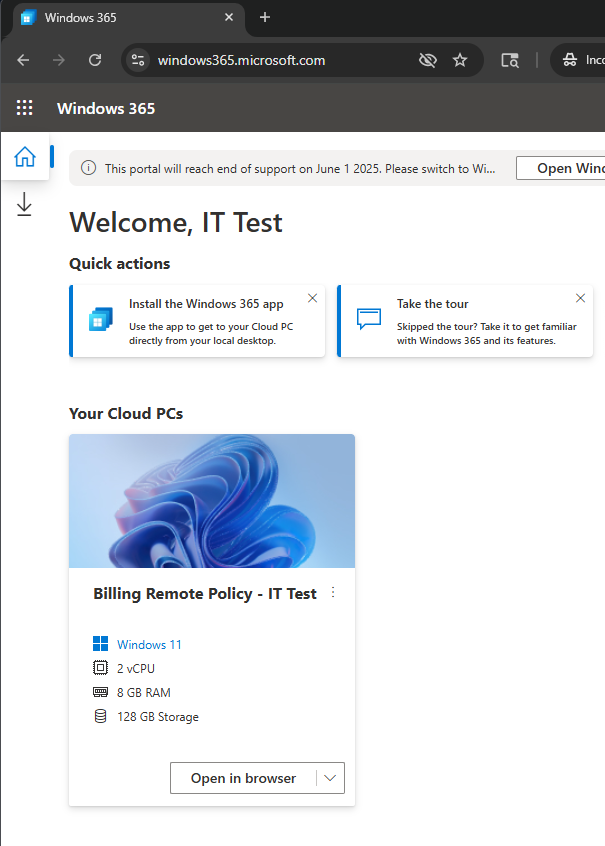 Windows 365
windows365.microsoft.com
Windows 365
This portal will reach end of support on June 1 2025. Please switch to Wi...
Welcome, IT Test
Quick actions
Install the Windows 365 app
Use the app to get to your Cloud PC
directly from your local desktop.
Take the tour
Skipped the tour? Take it to get familiar
with Windows 365 and its features.
Your Cloud PCs
Billing Remote Policy - IT Test
Windows 11
2 vCPU
8 GB RAM
128 GB Storage
Open in browser